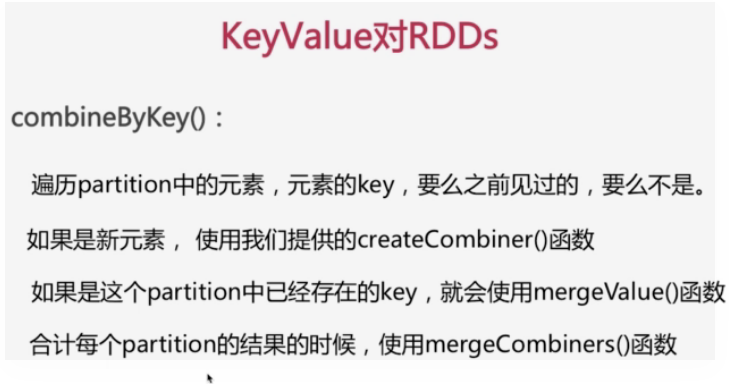 KeyValue对RDDs
combineByKey()：
遍历partition中的元素，元素的key，要么之前见过的，要么不是。
如果是新元素， 使用我们提供的createCombiner()函数
如果是这个partition中已经存在的key，就会使用mergeValue()函数
合计每个partition的结果的时候，使用mergeCombiners()函数